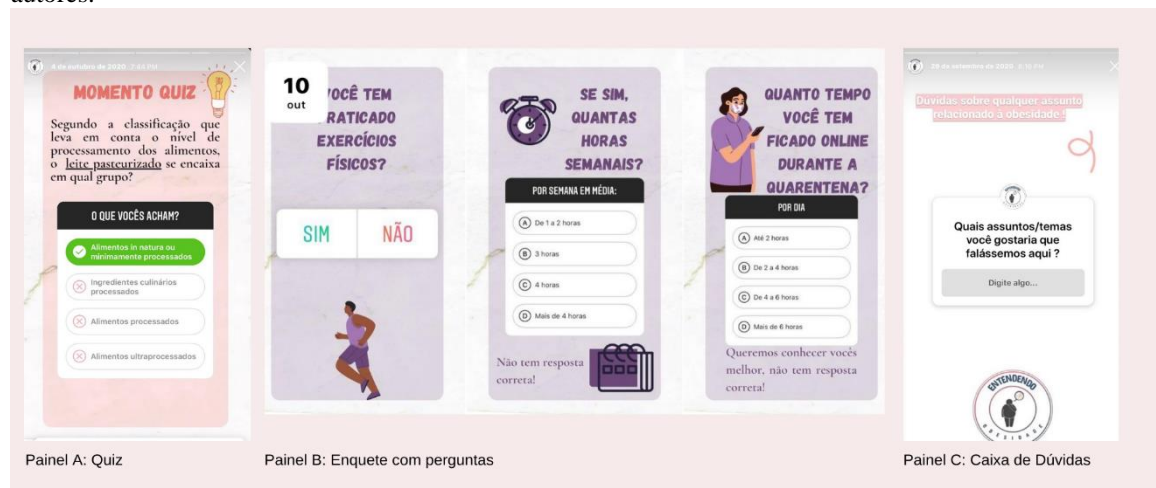 autores.
4 de outubro de 2020
MOMENTO QUIZ
Segundo a classificação que
leva em conta o nível de
processamento dos alimentos,
o leite pasteurizado se encaixa
em qual grupo?
O QUE VOCÊS ACHAM?
Alimentos in natura ou
minimamente processados
Ingredientes culinários
processados
Alimentos processados
Alimentos ultraprocessados
10
out
VOCÊ TEM
PRATICADO
EXERCÍCIOS
FÍSICOS?
SIM NÃO
SE SIM,
QUANTAS
HORAS
SEMANAIS?
POR SEMANA EM MÉDIA:
A De 1 a 2 horas
B 3 horas
C 4 horas
D Mais de 4 horas
Não tem resposta
correta!
QUANTO TEMPO
VOCÊ TEM
FICADO ONLINE
DURANTE A
QUARENTENA?
POR DIA
A Até 2 horas
B De 2 a 4 horas
C De 4 a 6 horas
D Mais de 6 horas
Queremos conhecer vocês
melhor, não tem resposta
correta!
Duvidas sobre qualquer assunto
relacionado à obesidade !
Quais assuntos/temas
você gostaria que
falássemos aqui ?
Digite algo...
ENTENDENDO
OBESIDADE
Painel A: Quiz
Painel B: Enquete com perguntas
Painel C: Caixa de Dúvidas